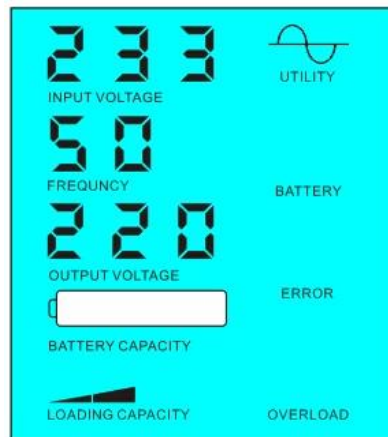 233
UTILITY
INPUT VOLTAGE
50
FREQUNCY
BATTERY
220
OUTPUT VOLTAGE
ERROR
BATTERY CAPACITY
LOADING CAPACITY
OVERLOAD